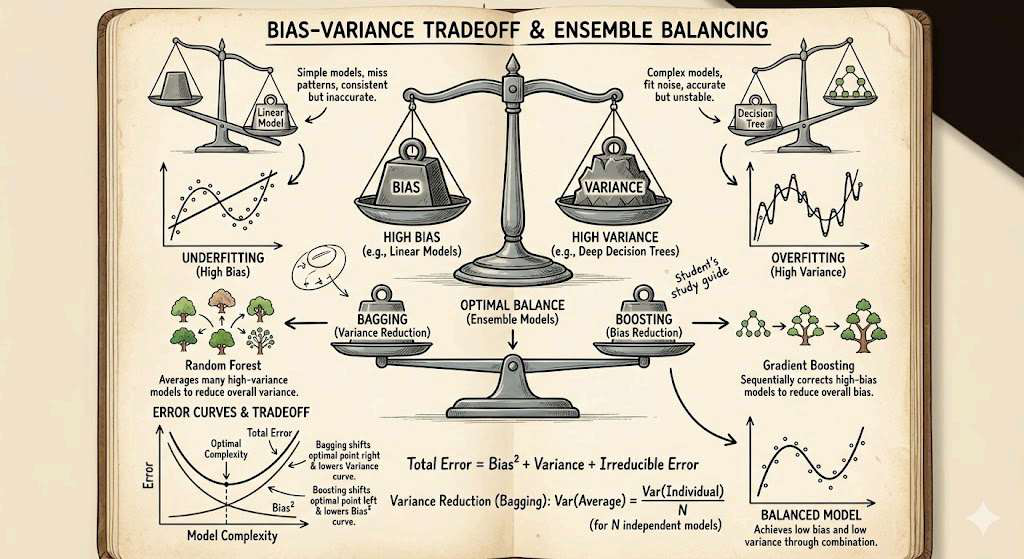 BIAS–VARIANCE TRADEOFF & ENSEMBLE BALANCING
Simple models, miss
patterns, consistent
but inaccurate.
Linear
Model
Complex models,
fit noise, accurate
but unstable.
Decision
Tree
BIAS
VARIANCE
HIGH BIAS
(e.g., Linear Models)
HIGH VARIANCE
(e.g., Deep Decision Trees)
UNDERFITTING
(High Bias)
OVERFITTING
(High Variance)
Student's
study guide
OPTIMAL BALANCE
(Ensemble Models)
BAGGING
(Variance Reduction)
BOOSTING
(Bias Reduction)
Random Forest
Averages many high-variance
models to reduce overall variance.
Gradient Boosting
Sequentially corrects high-bias
models to reduce overall bias.
ERROR CURVES & TRADEOFF
Error
Optimal
Complexity
Total Error
Bagging shifts
optimal point right
& lowers Variance
curve.
Boosting shifts
optimal point left
& lowers Bias²
curve.
Bias²
Model Complexity
Total Error = Bias² + Variance + Irreducible Error
Variance Reduction (Bagging): Var(Average) = Var(Individual) / N
(for N independent models)
BALANCED MODEL
Achieves low bias and low
variance through combination.